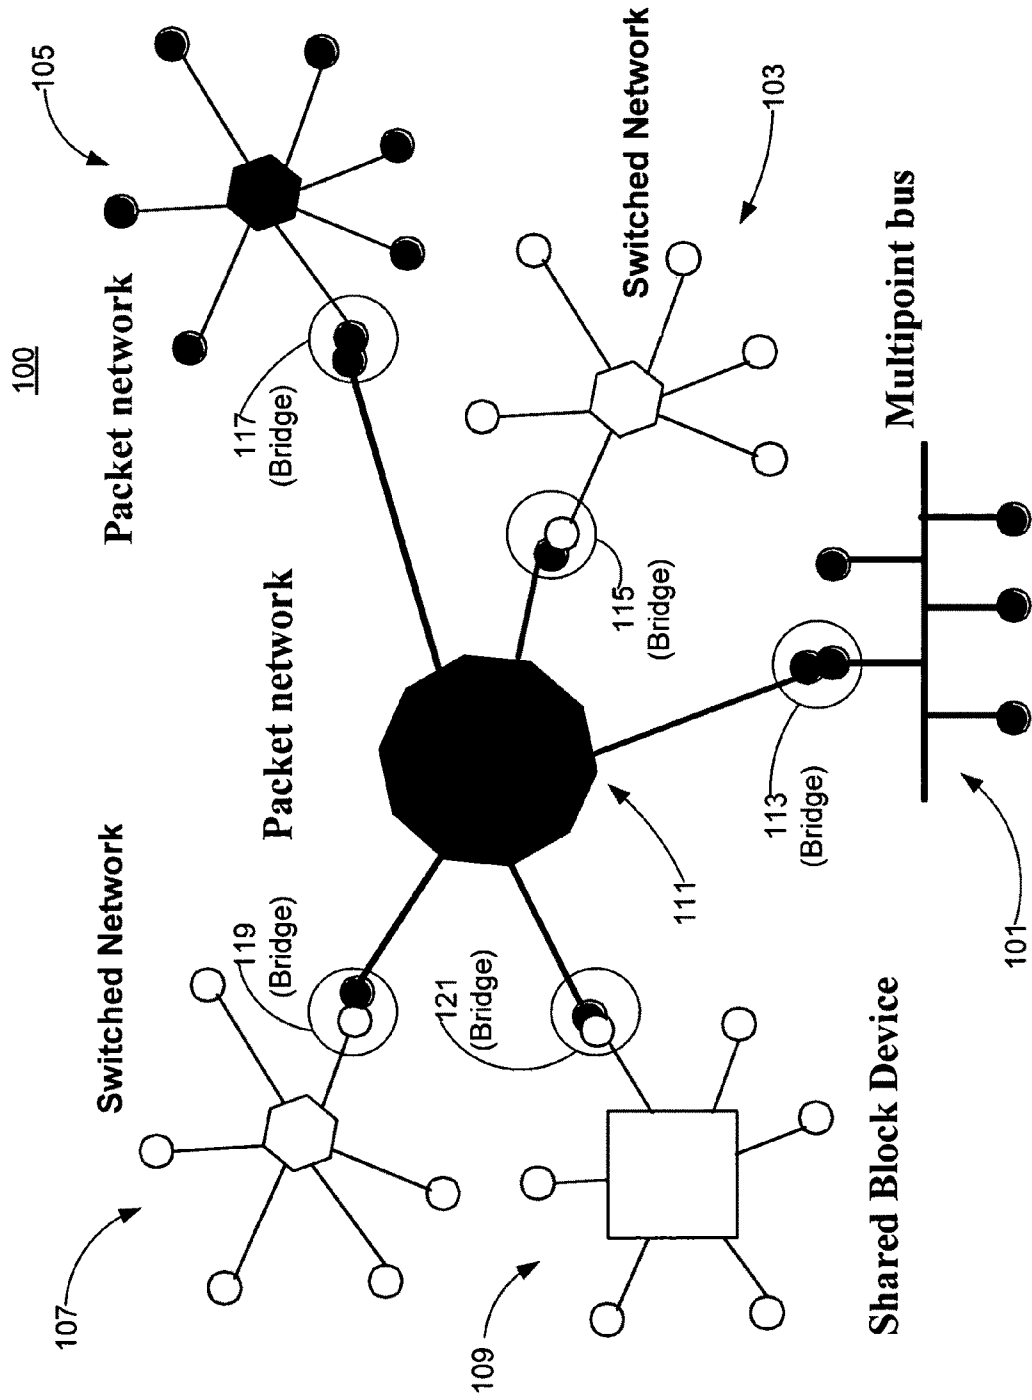 100
107
Switched Network
119
(Bridge)
Packet network
Packet network
105
117
(Bridge)
109
121
(Bridge)
111
115
(Bridge)
Switched Network
103
Shared Block Device
113
(Bridge)
101
Multipoint bus